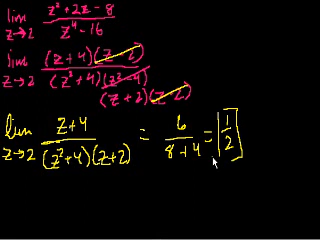 lim z→2 (z² + 2z - 8)/(z⁴ - 16)
lim z→2 ((z+4)(z-2))/((z²+4)(z²-4))
(z+2)(z-2)
lim z→2 (z+4)/((z²+4)(z+2)) = 6/(8+4) = 1/2